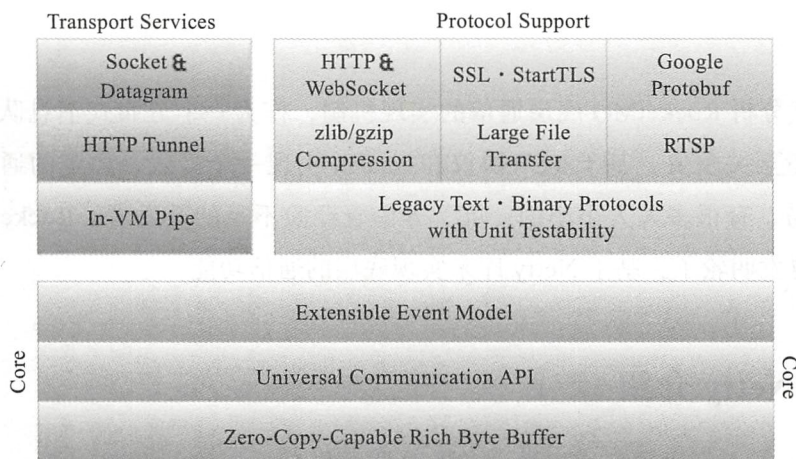 Transport Services
Socket &
Datagram
HTTP Tunnel
In-VM Pipe
Protocol Support
HTTP &
WebSocket
SSL · StartTLS
Google
Protobuf
zlib/gzip
Compression
Large File
Transfer
RTSP
Legacy Text · Binary Protocols
with Unit Testability
Core
Extensible Event Model
Universal Communication API
Zero-Copy-Capable Rich Byte Buffer
Core